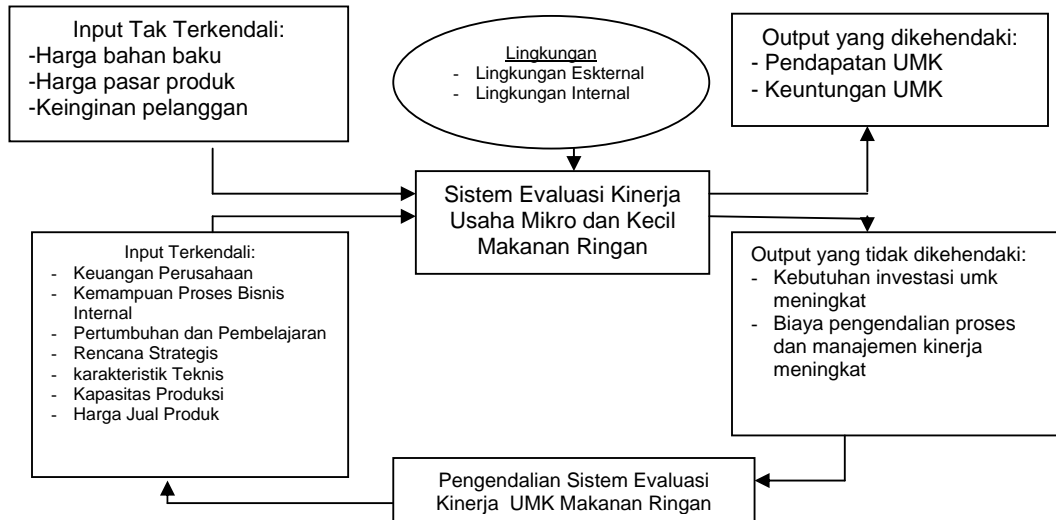 Input Tak Terkendali:
-Harga bahan baku
-Harga pasar produk
-Keinginan pelanggan
Lingkungan
- Lingkungan Eskternal
- Lingkungan Internal
Output yang dikehendaki:
- Pendapatan UMK
- Keuntungan UMK
Sistem Evaluasi Kinerja
Usaha Mikro dan Kecil
Makanan Ringan
Input Terkendali:
- Keuangan Perusahaan
- Kemampuan Proses Bisnis
Internal
- Pertumbuhan dan Pembelajaran
- Rencana Strategis
- karakteristik Teknis
- Kapasitas Produksi
- Harga Jual Produk
Output yang tidak dikehendaki:
- Kebutuhan investasi umk
meningkat
- Biaya pengendalian proses
dan manajemen kinerja
meningkat
Pengendalian Sistem Evaluasi
Kinerja UMK Makanan Ringan